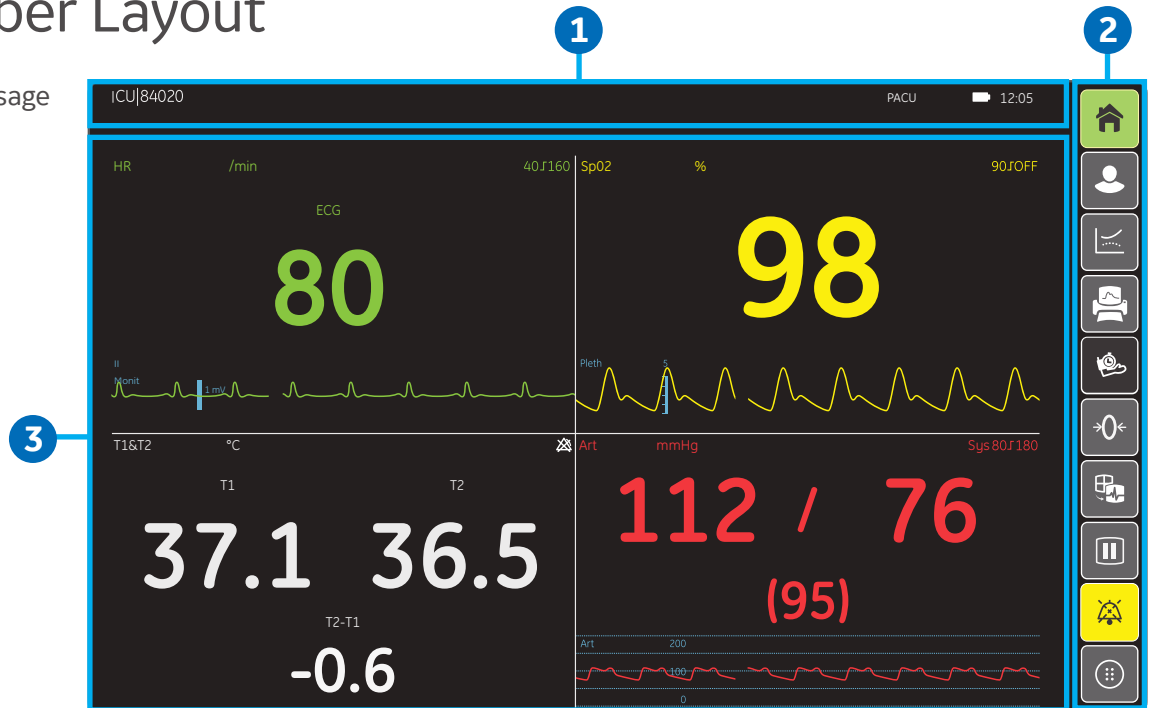 ber Layout
1
2
sage
ICU|84020 PACU 12:05
HR /min 40 160 Sp02 % 90 OFF
ECG
80
98
II
Monit
1 mV
Pleth S
3
T1&T2 °C Art mmHg Sys 80 180
T1 T2
37.1 36.5
112 / 76
(95)
T2-T1
-0.6
Art 200
100
0
0